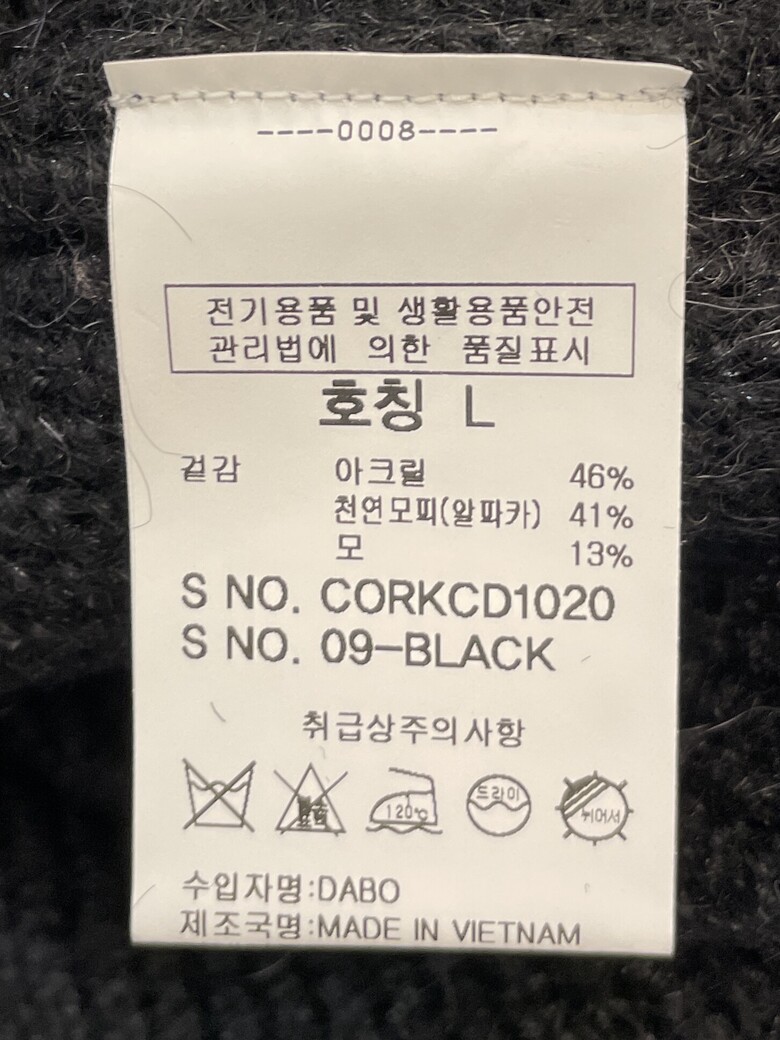 ----0008----
전기용품 및 생활용품안전
관리법에 의한 품질표시
호칭 L
겉감 아크릴 46%
천연모피(알파카) 41%
모 13%
S NO. CORKCD1020
S NO. 09-BLACK
취급상주의사항
120℃ 드라이 뉘어서
수입자명:DABO
제조국명:MADE IN VIETNAM